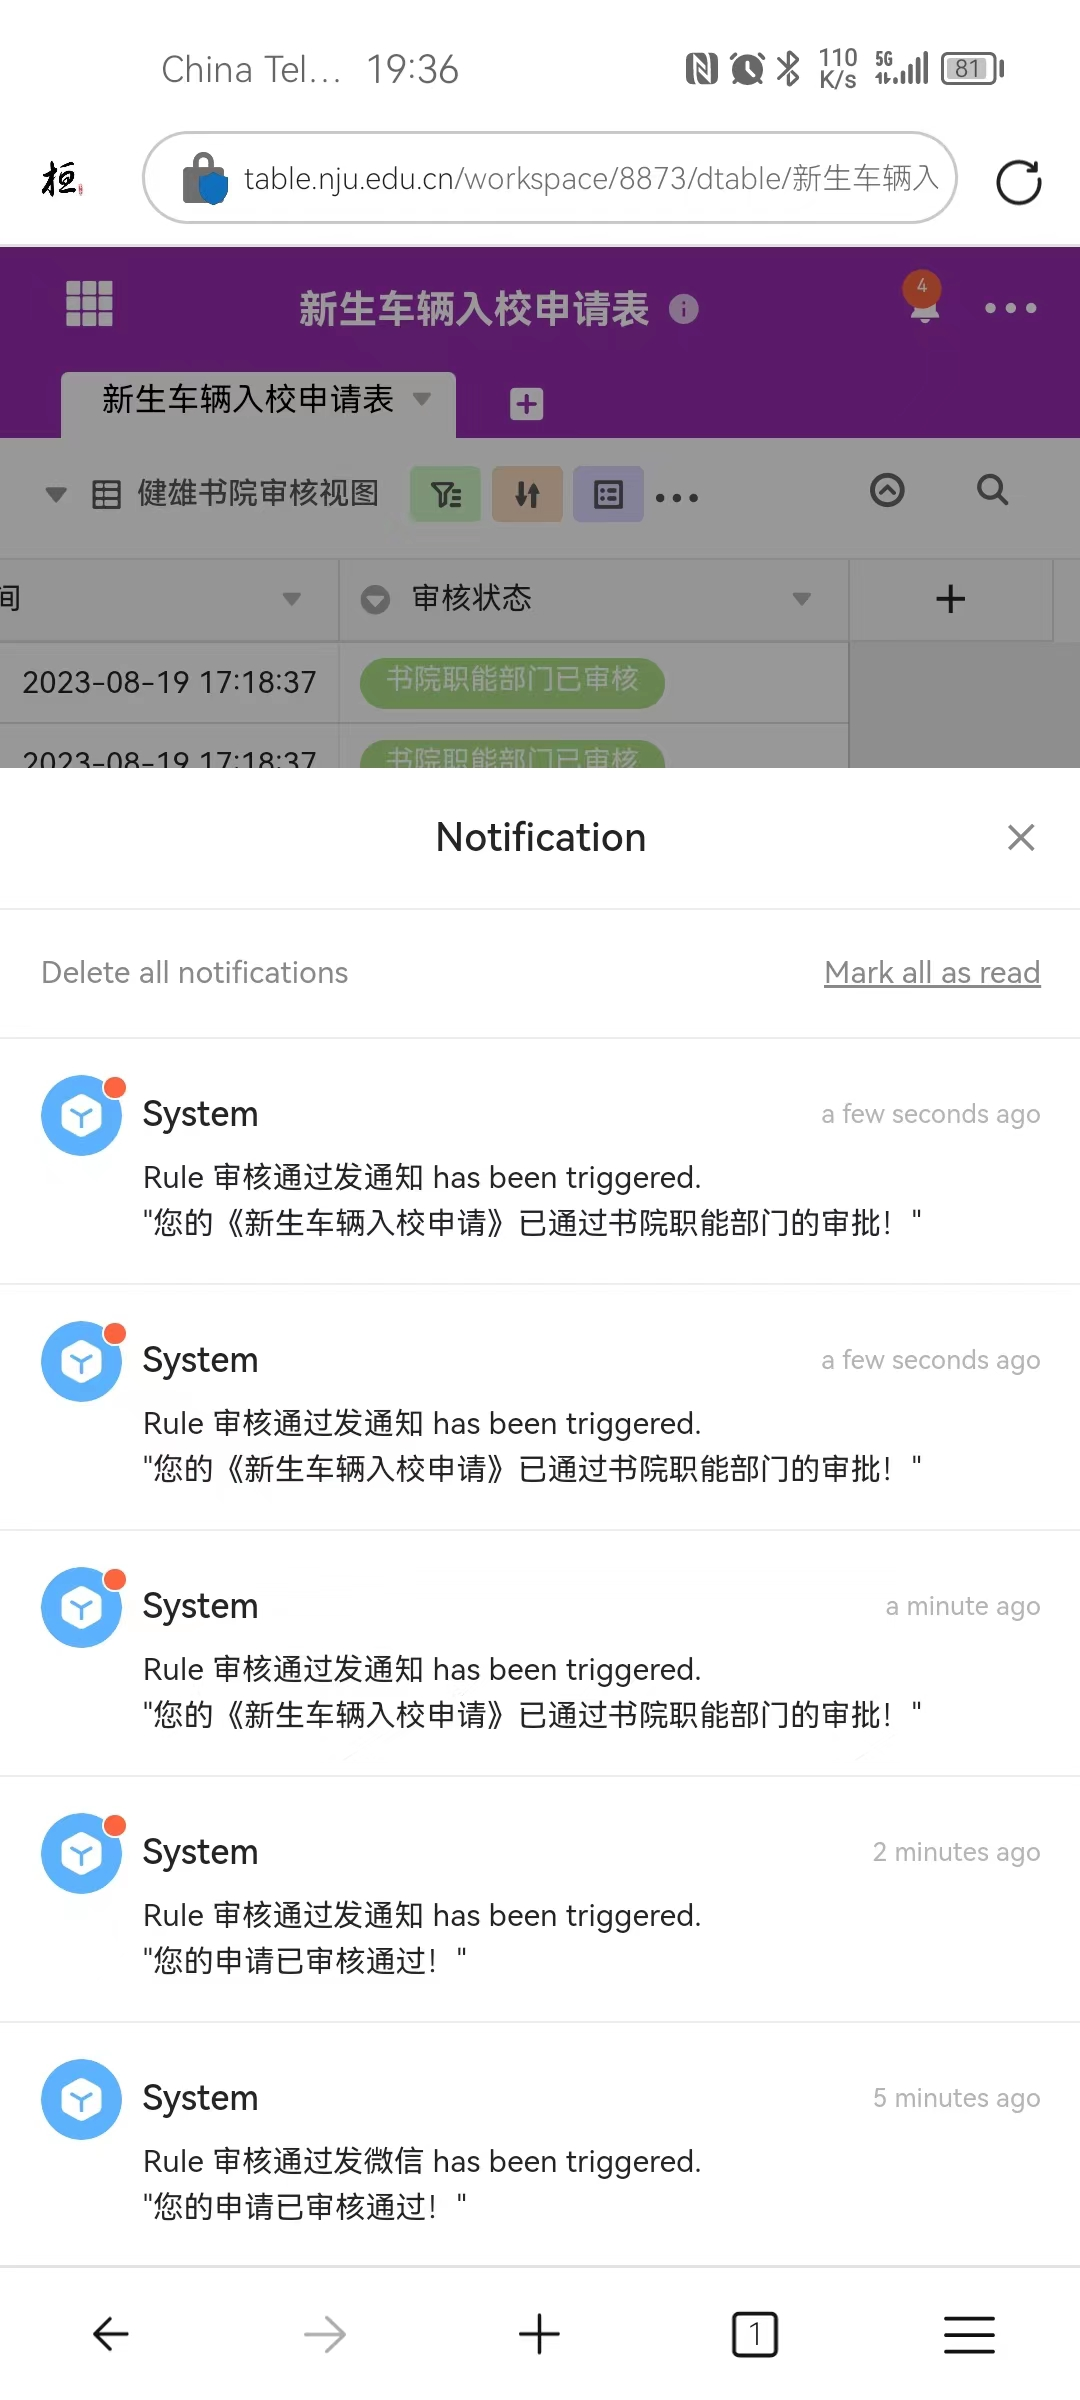 China Tel... 19:36 110 K/s 5G 81
桓 table.nju.edu.cn/workspace/8873/dtable/新生车辆入
新生车辆入校申请表 4
新生车辆入校申请表
健雄书院审核视图
间 审核状态
2023-08-19 17:18:37 书院职能部门已审核
2023-08-19 17:18:37 书院职能部门已审核
Notification
Delete all notifications Mark all as read
System a few seconds ago
Rule 审核通过发通知 has been triggered.
"您的《新生车辆入校申请》已通过书院职能部门的审批！"
System a few seconds ago
Rule 审核通过发通知 has been triggered.
"您的《新生车辆入校申请》已通过书院职能部门的审批！"
System a minute ago
Rule 审核通过发通知 has been triggered.
"您的《新生车辆入校申请》已通过书院职能部门的审批！"
System 2 minutes ago
Rule 审核通过发通知 has been triggered.
"您的申请已审核通过！"
System 5 minutes ago
Rule 审核通过发微信 has been triggered.
"您的申请已审核通过！"
1